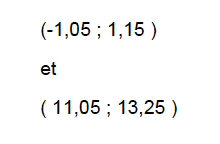 (-1,05 ; 1,15 )
et
( 11,05 ; 13,25 )